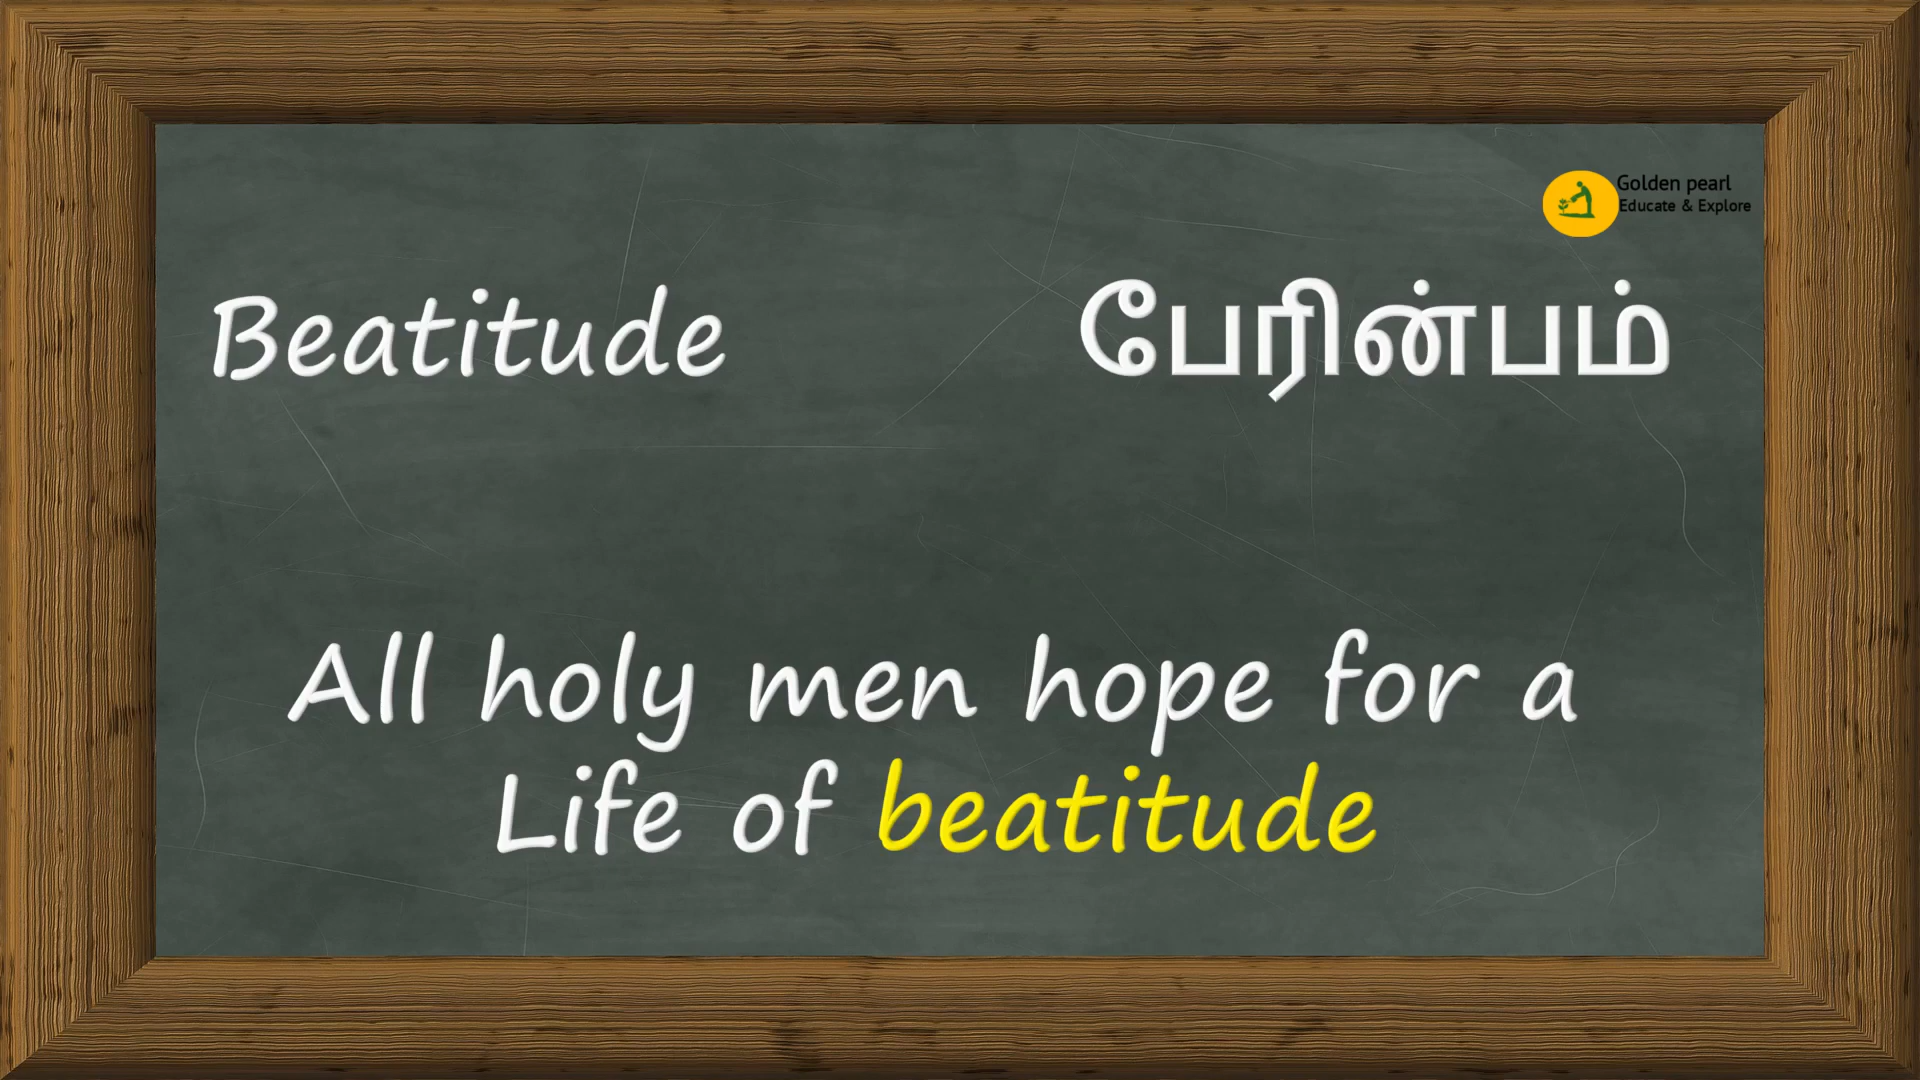 Golden pearl
Educate & Explore
Beatitude பேரின்பம்
All holy men hope for a
Life of beatitude